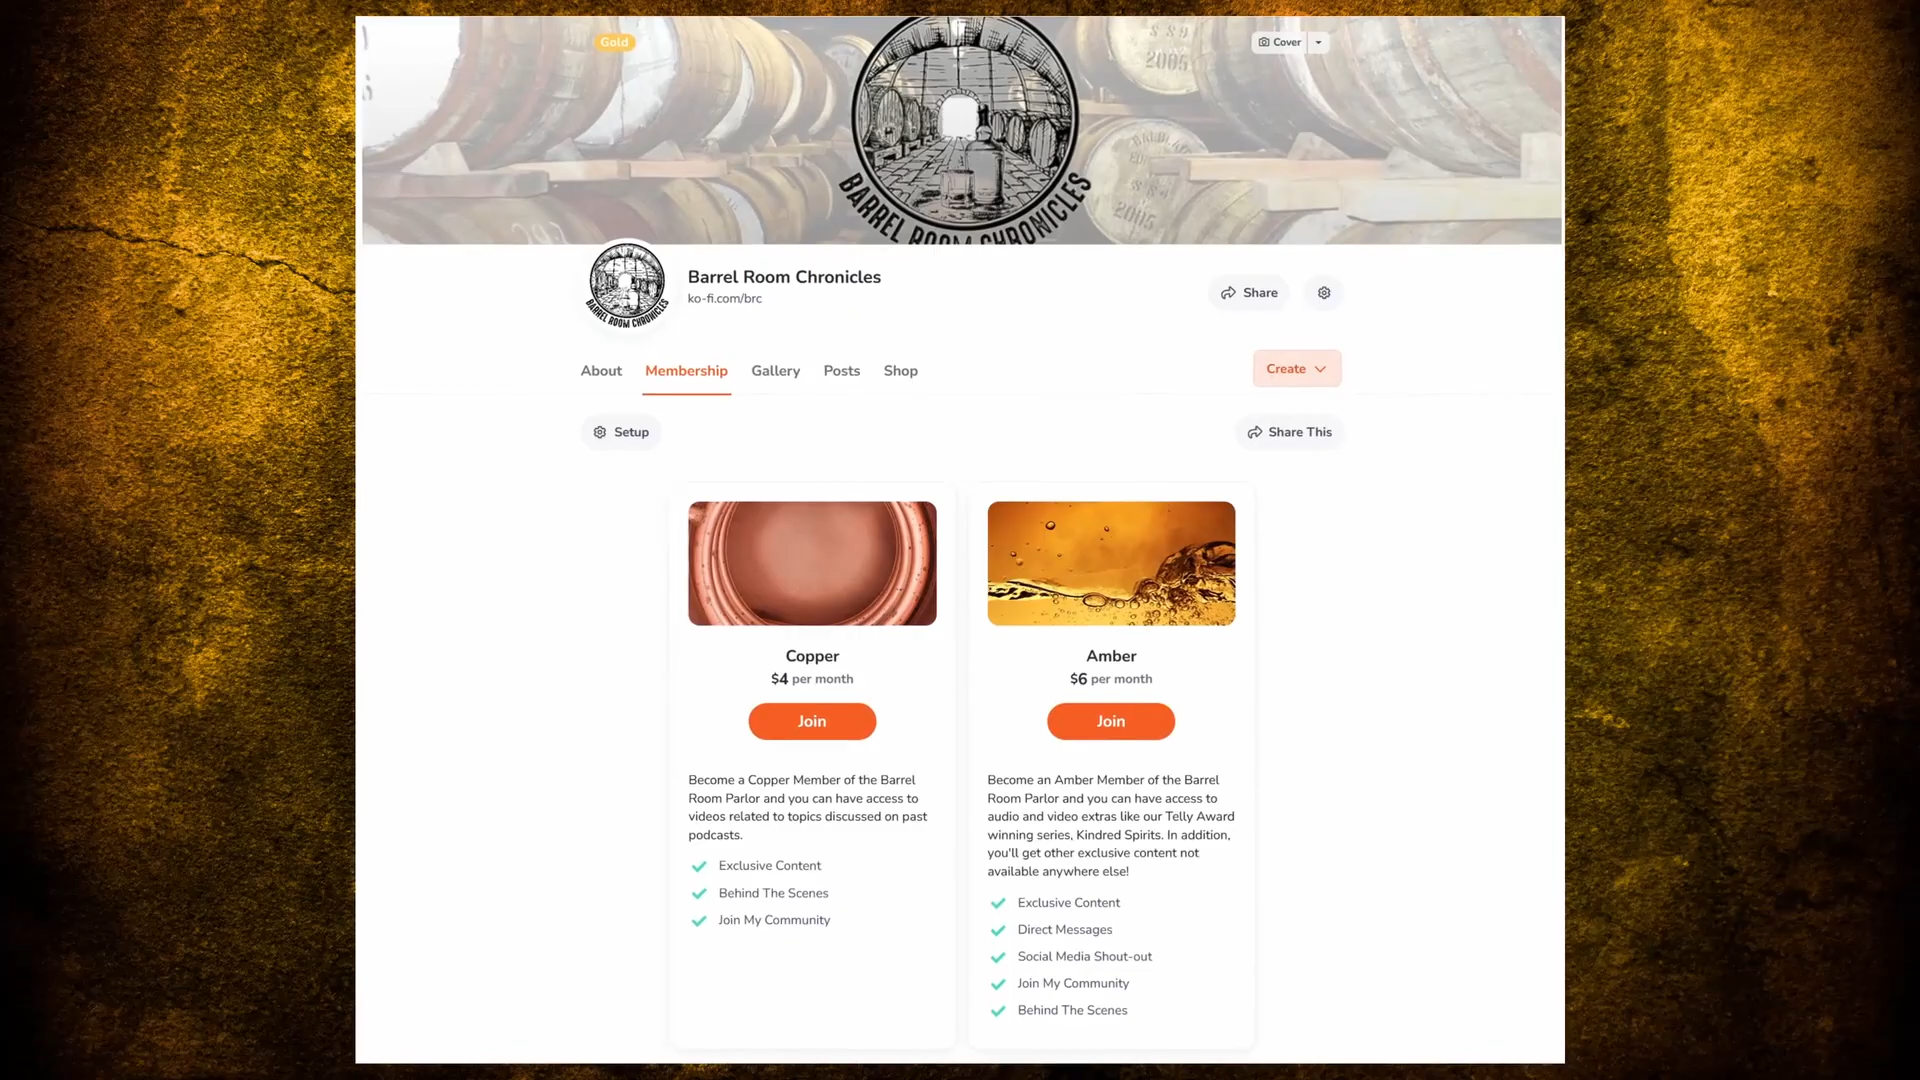 Gold
Cover
S S 9
2005
BARREL ROOM CHRONICLES
2005
BARREL ROOM CHRONICLES
Barrel Room Chronicles
ko-fi.com/brc
Share
About Membership Gallery Posts Shop
Create
Setup
Share This
Copper
$4 per month
Join
Become a Copper Member of the Barrel
Room Parlor and you can have access to
videos related to topics discussed on past
podcasts.
Exclusive Content
Behind The Scenes
Join My Community
Amber
$6 per month
Join
Become an Amber Member of the Barrel
Room Parlor and you can have access to
audio and video extras like our Telly Award
winning series, Kindred Spirits. In addition,
you'll get other exclusive content not
available anywhere else!
Exclusive Content
Direct Messages
Social Media Shout-out
Join My Community
Behind The Scenes